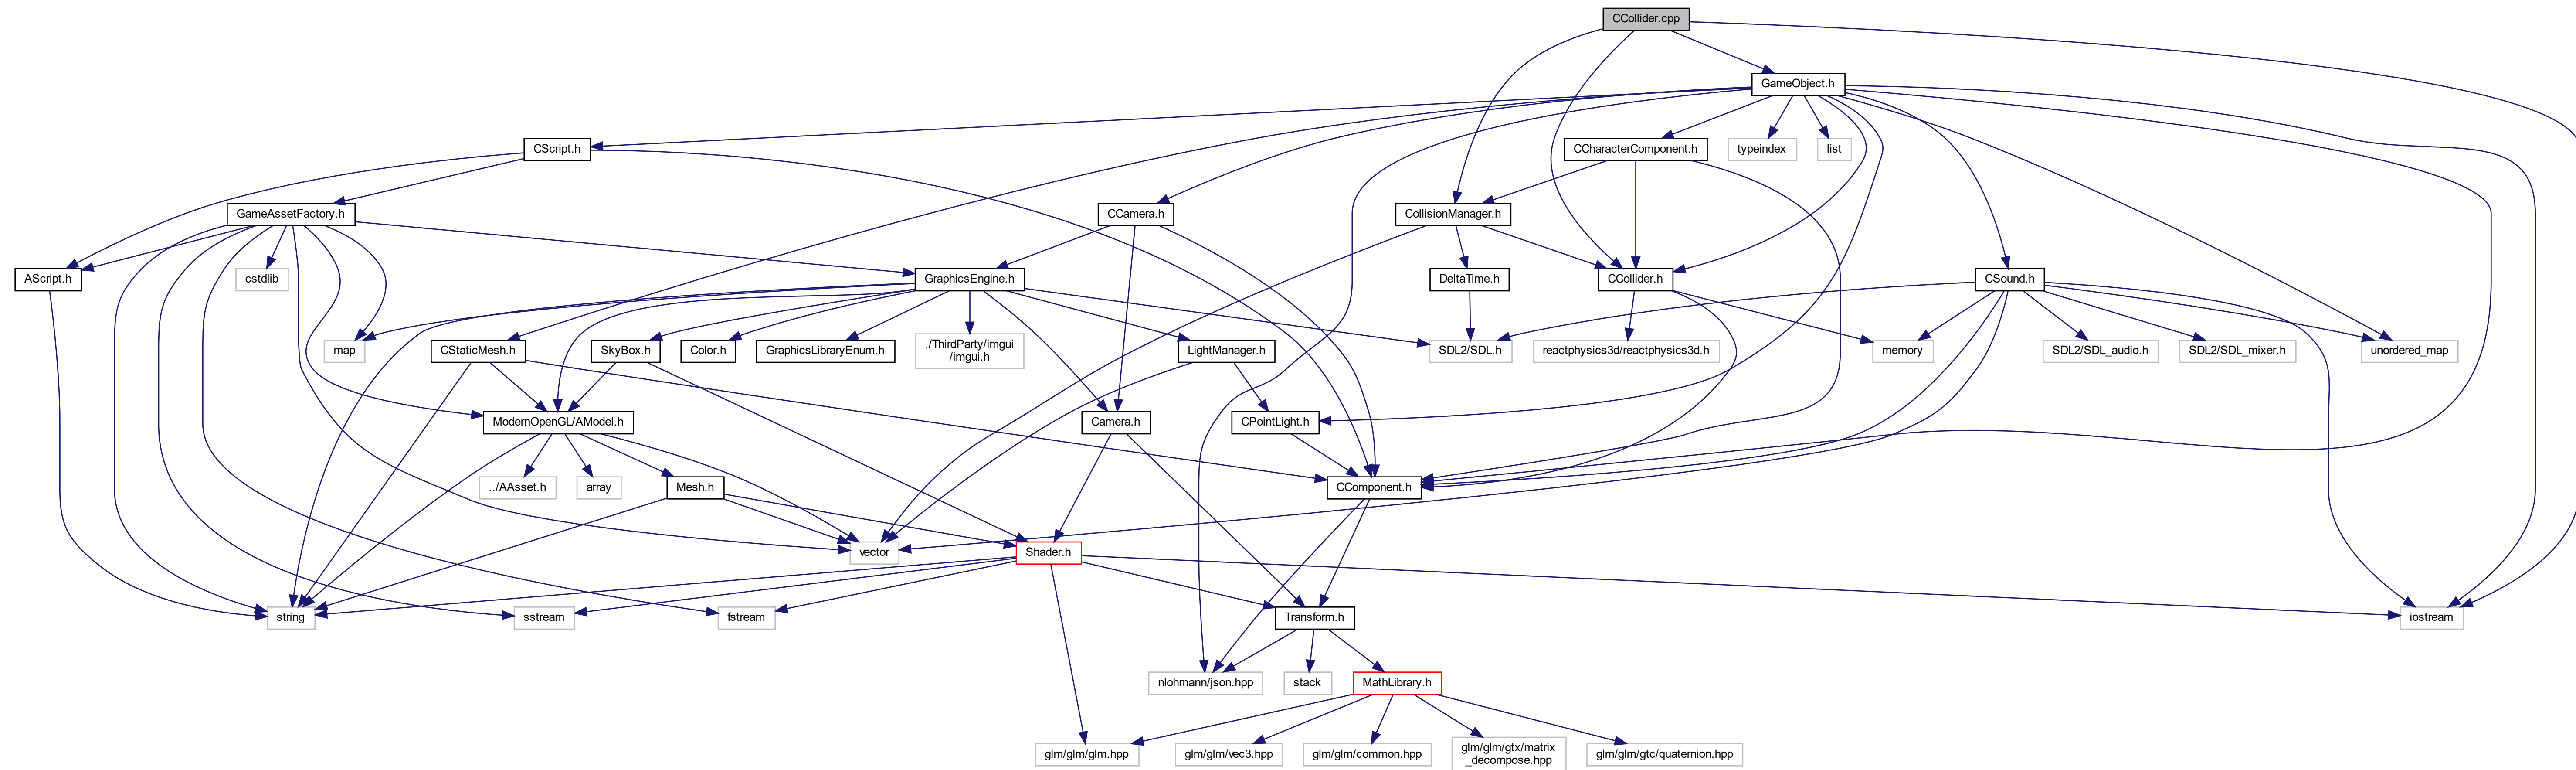 CCollider.cpp
GameObject.h
CScript.h
CCharacterComponent.h
typeindex
list
GameAssetFactory.h
CCamera.h
CollisionManager.h
AScript.h
cstdlib
GraphicsEngine.h
DeltaTime.h
CCollider.h
CSound.h
map
CStaticMesh.h
SkyBox.h
Color.h
GraphicsLibraryEnum.h
./ThirdParty/imgui
/imgui.h
LightManager.h
SDL2/SDL.h
reactphysics3d/reactphysics3d.h
memory
SDL2/SDL_audio.h
SDL2/SDL_mixer.h
unordered_map
ModernOpenGL/AModel.h
Camera.h
CPointLight.h
../AAsset.h
array
Mesh.h
CComponent.h
vector
Shader.h
string
sstream
fstream
Transform.h
iostream
nlohmann/json.hpp
stack
MathLibrary.h
glm/glm/glm.hpp
glm/glm/vec3.hpp
glm/glm/common.hpp
glm/glm/gtx/matrix
_decompose.hpp
glm/glm/gtc/quaternion.hpp